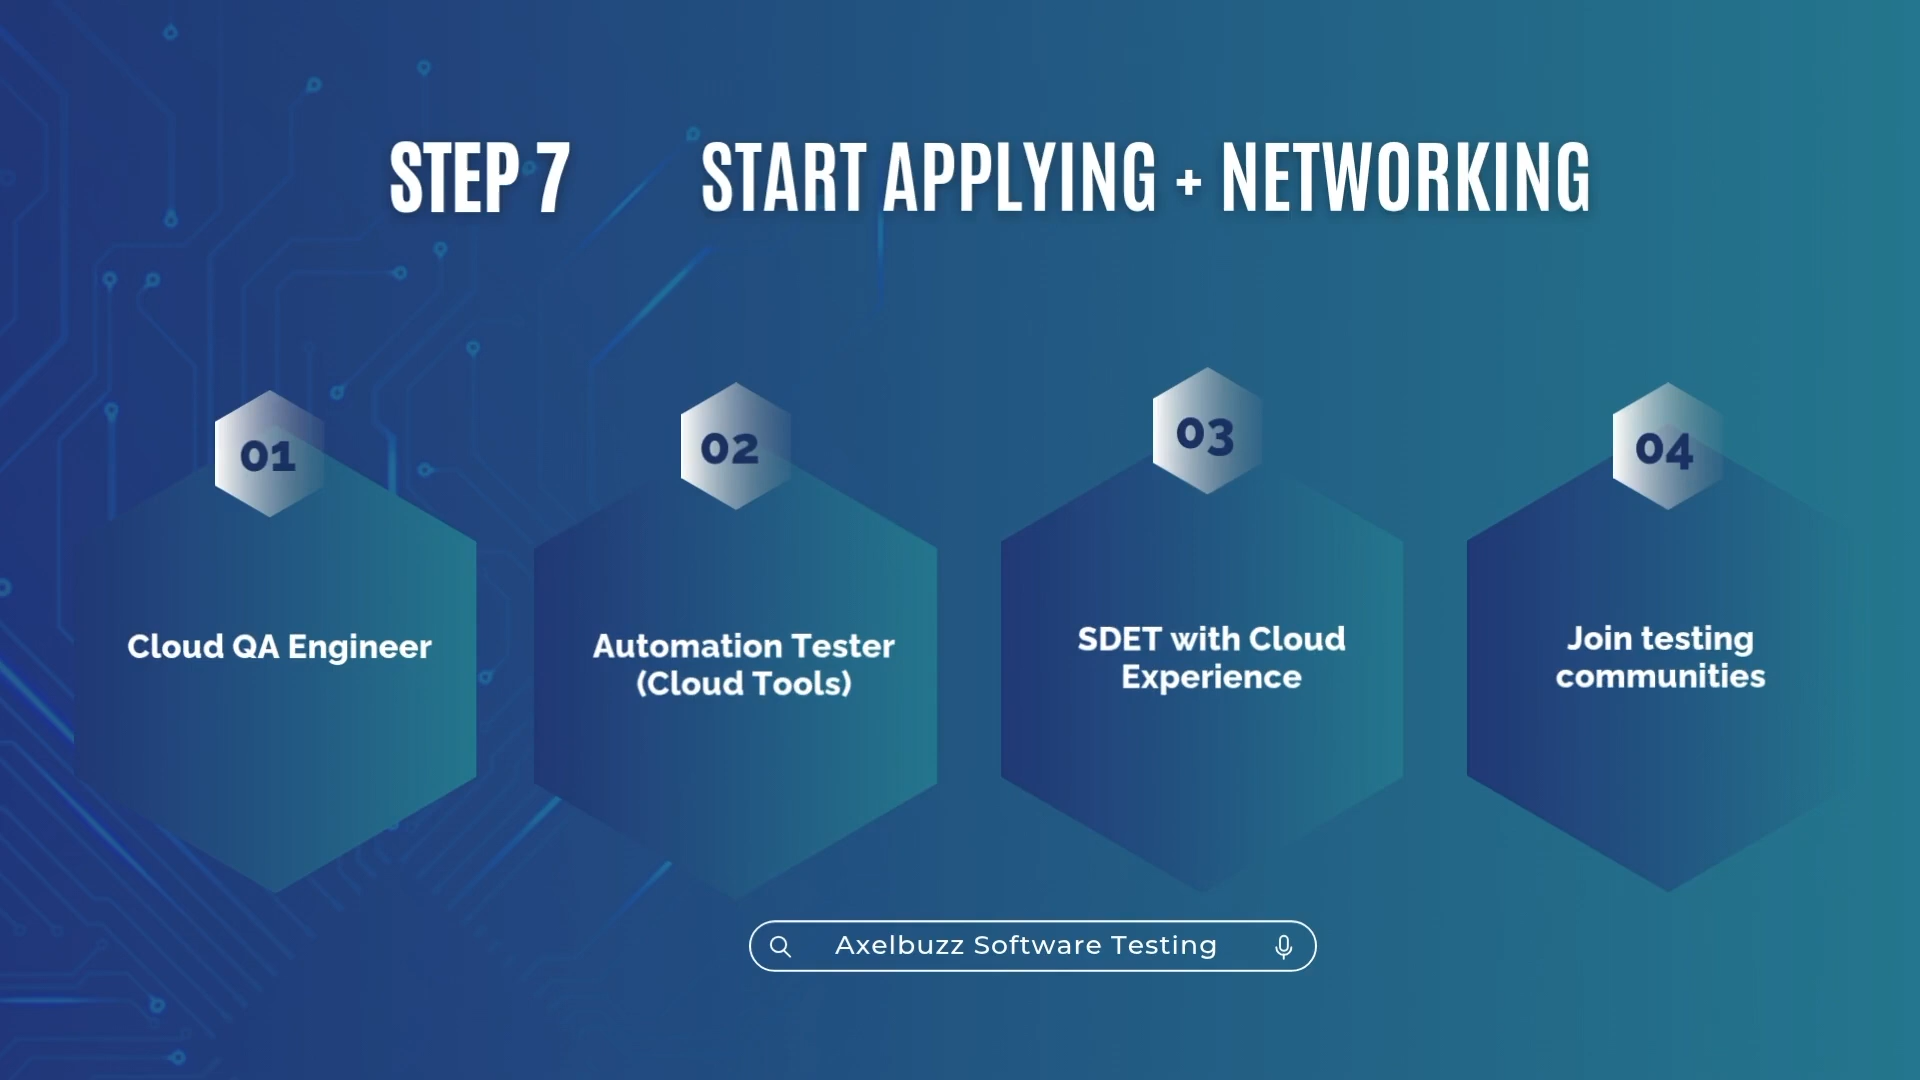 STEP 7 START APPLYING + NETWORKING
01
Cloud QA Engineer
02
Automation Tester
(Cloud Tools)
03
SDET with Cloud
Experience
04
Join testing
communities
Axelbuzz Software Testing